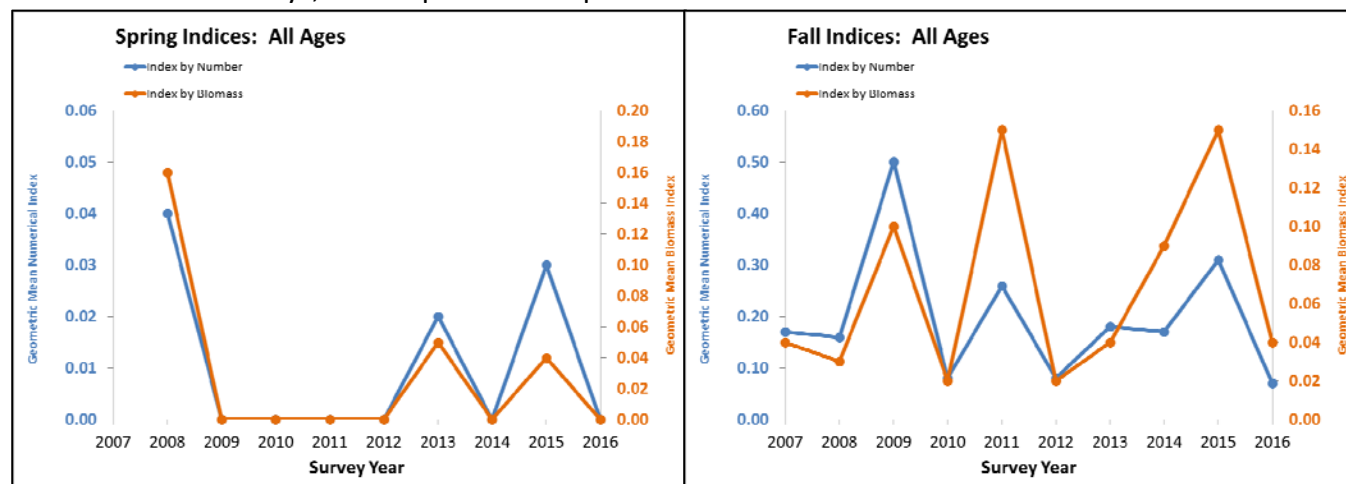 Spring Indices: All Ages
Index by Number
Index by Biomass
Geometric Mean Numerical Index
0.06
0.05
0.04
0.03
0.02
0.01
0.00
0.20
0.18
0.16
0.14
0.12
0.10
0.08
0.06
0.04
0.02
0.00
Geometric Mean Biomass Index
2007 2008 2009 2010 2011 2012 2013 2014 2015 2016
Survey Year
Fall Indices: All Ages
Index by Number
Index by Biomass
Geometric Mean Numerical Index
0.60
0.50
0.40
0.30
0.20
0.10
0.00
0.16
0.14
0.12
0.10
0.08
0.06
0.04
0.02
0.00
Geometric Mean Biomass Index
2007 2008 2009 2010 2011 2012 2013 2014 2015 2016
Survey Year